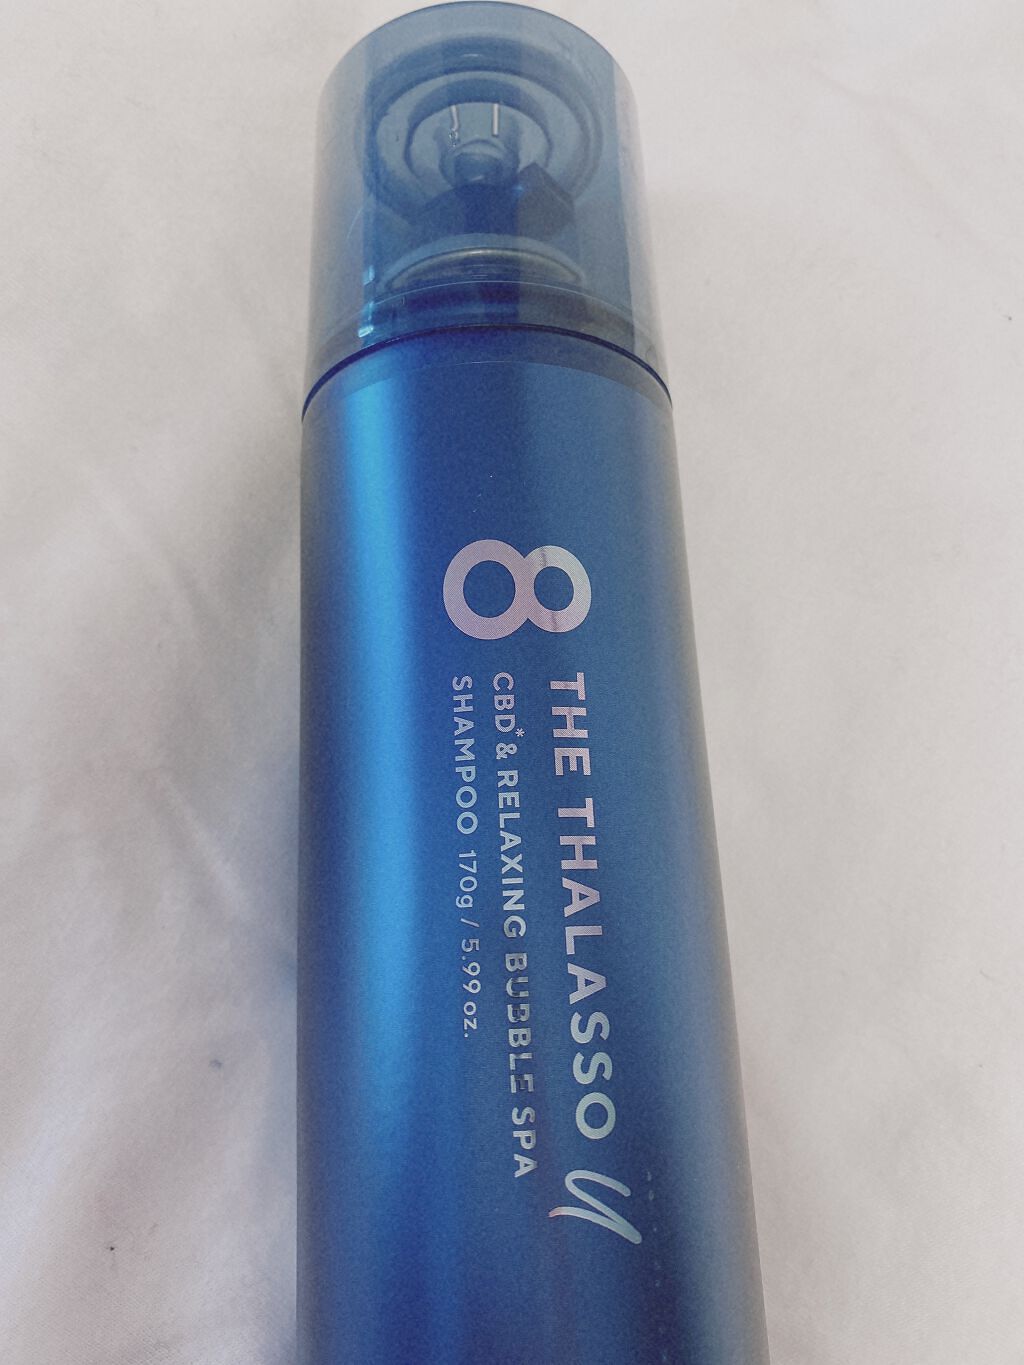 8
THE THALASSO u
CBD* & RELAXING BUBBLE SPA
SHAMPOO 170g / 5.99 oz.